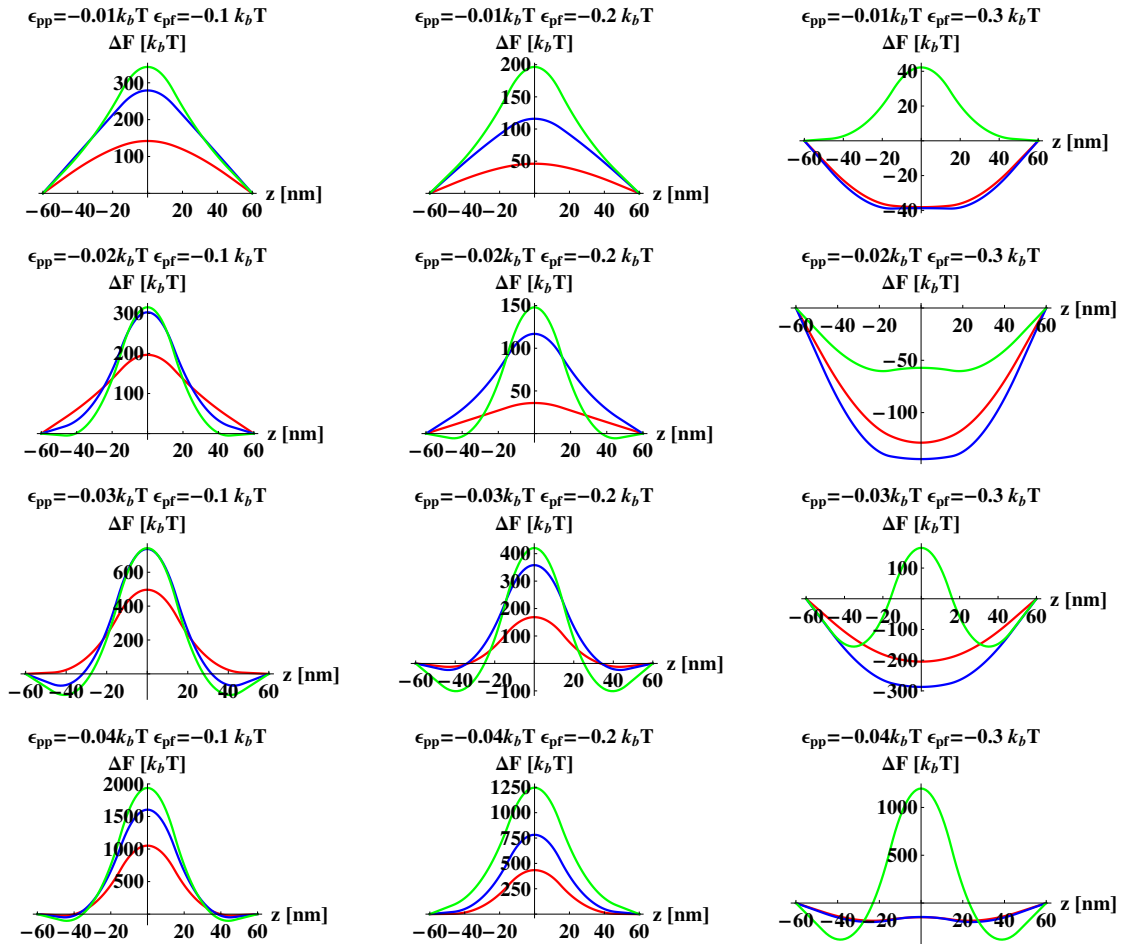 ϵpp=−0.01kbT ϵpf=−0.1 kbT
ΔF [kbT]
300
200
100
z [nm]
−60 −40 −20 20 40 60
ϵpp=−0.01kbT ϵpf=−0.2 kbT
ΔF [kbT]
200
150
100
50
z [nm]
−60 −40 −20 20 40 60
ϵpp=−0.01kbT ϵpf=−0.3 kbT
ΔF [kbT]
40
20
z [nm]
−60 −40 −20 20 40 60
−20
−40
ϵpp=−0.02kbT ϵpf=−0.1 kbT
ΔF [kbT]
300
200
100
z [nm]
−60 −40 −20 20 40 60
ϵpp=−0.02kbT ϵpf=−0.2 kbT
ΔF [kbT]
150
100
50
z [nm]
−60 −40 −20 20 40 60
ϵpp=−0.02kbT ϵpf=−0.3 kbT
ΔF [kbT]
z [nm]
−60 −40 −20 20 40 60
−50
−100
ϵpp=−0.03kbT ϵpf=−0.1 kbT
ΔF [kbT]
600
400
200
z [nm]
−60 −40 −20 20 40 60
ϵpp=−0.03kbT ϵpf=−0.2 kbT
ΔF [kbT]
400
300
200
100
z [nm]
−60 −40 −20 20 40 60
−100
ϵpp=−0.03kbT ϵpf=−0.3 kbT
ΔF [kbT]
100
z [nm]
−60 −40 −20 20 40 60
−100
−200
−300
ϵpp=−0.04kbT ϵpf=−0.1 kbT
ΔF [kbT]
2000
1500
1000
500
z [nm]
−60 −40 −20 20 40 60
ϵpp=−0.04kbT ϵpf=−0.2 kbT
ΔF [kbT]
1250
1000
750
500
250
z [nm]
−60 −40 −20 20 40 60
ϵpp=−0.04kbT ϵpf=−0.3 kbT
ΔF [kbT]
1000
500
z [nm]
−60 −40 −20 20 40 60